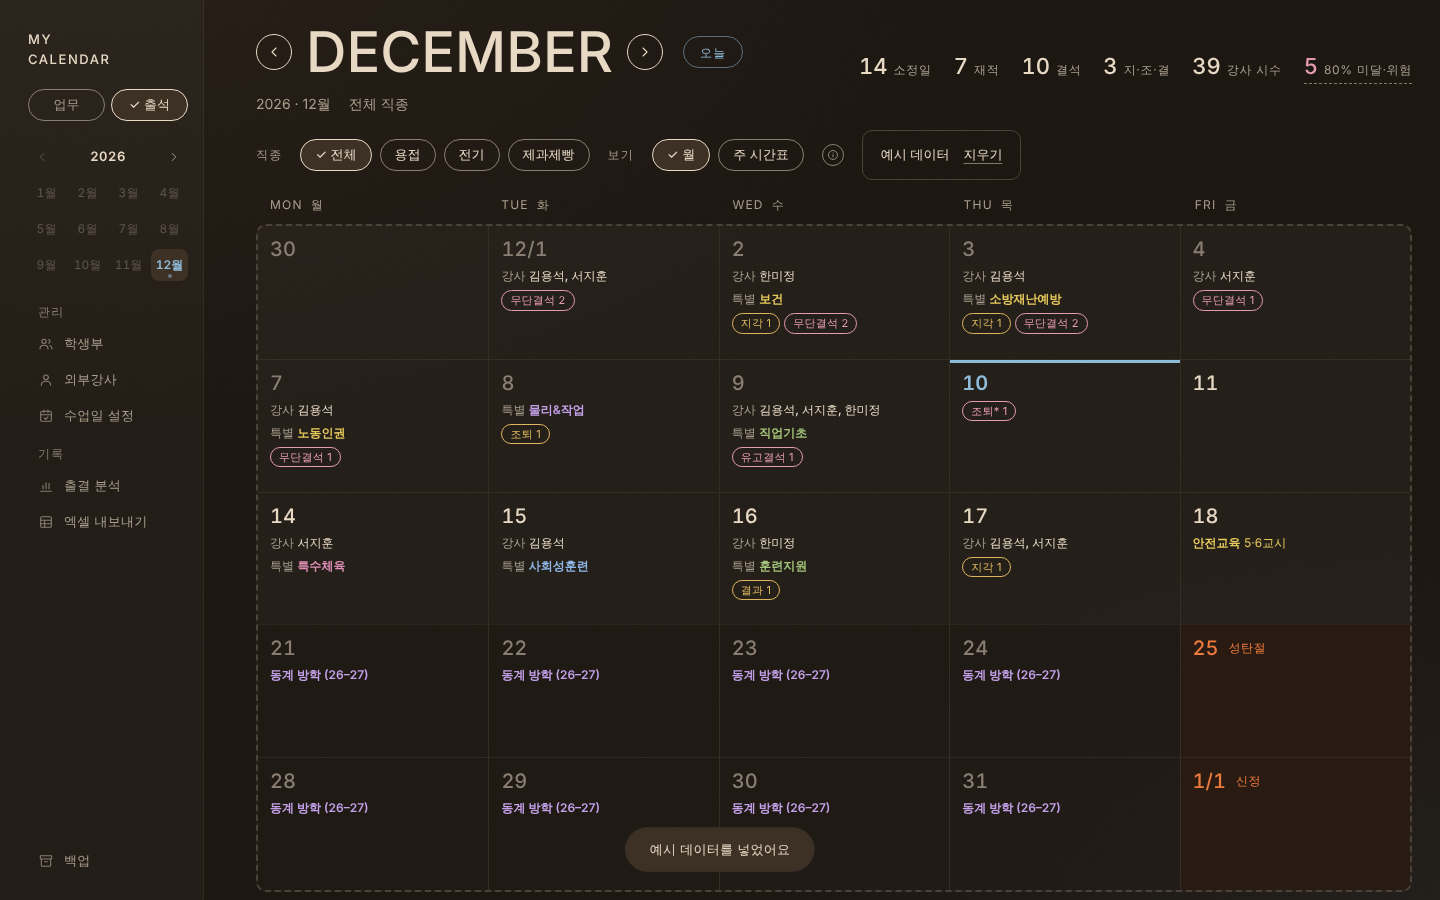 MY
CALENDAR
업무 출석
2026
1월 2월 3월 4월
5월 6월 7월 8월
9월 10월 11월 12월
관리
학생부
외부강사
수업일 설정
기록
출결 분석
엑셀 내보내기
백업
DECEMBER
오늘
14 소정일 7 재적 10 결석 3 지·조·결 39 강사 시수 5 80% 미달·위험
2026 · 12월 전체 직종
직종 전체 용접 전기 제과제빵 보기 월 주 시간표 예시 데이터 지우기
MON 월 TUE 화 WED 수 THU 목 FRI 금
30
12/1
강사 김용석, 서지훈
무단결석 2
2
강사 한미정
특별 보건
지각 1 무단결석 2
3
강사 김용석
특별 소방재난예방
지각 1 무단결석 2
4
강사 서지훈
무단결석 1
7
강사 김용석
특별 노동인권
무단결석 1
8
특별 물리&작업
조퇴 1
9
강사 김용석, 서지훈, 한미정
특별 직업기초
유고결석 1
10
조퇴* 1
11
14
강사 서지훈
특별 특수체육
15
강사 김용석
특별 사회성훈련
16
강사 한미정
특별 훈련지원
결과 1
17
강사 김용석, 서지훈
지각 1
18
안전교육 5·6교시
21
동계 방학 (26–27)
22
동계 방학 (26–27)
23
동계 방학 (26–27)
24
동계 방학 (26–27)
25 성탄절
28
동계 방학 (26–27)
29
동계 방학 (26–27)
30
동계 방학 (26–27)
31
동계 방학 (26–27)
1/1 신정
예시 데이터를 넣었어요